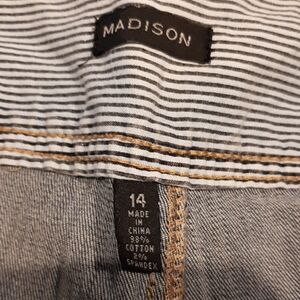 MADISON
14
MADE
IN
CHINA
98%
COTTON
2%
SPANDEX